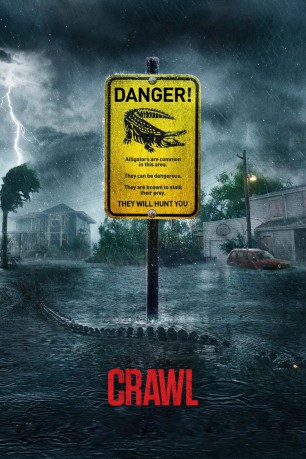 DANGER!
Alligators are common
in this area.
They can be dangerous.
They are known to stalk
their prey.
THEY WILL HUNT YOU
CRAWL